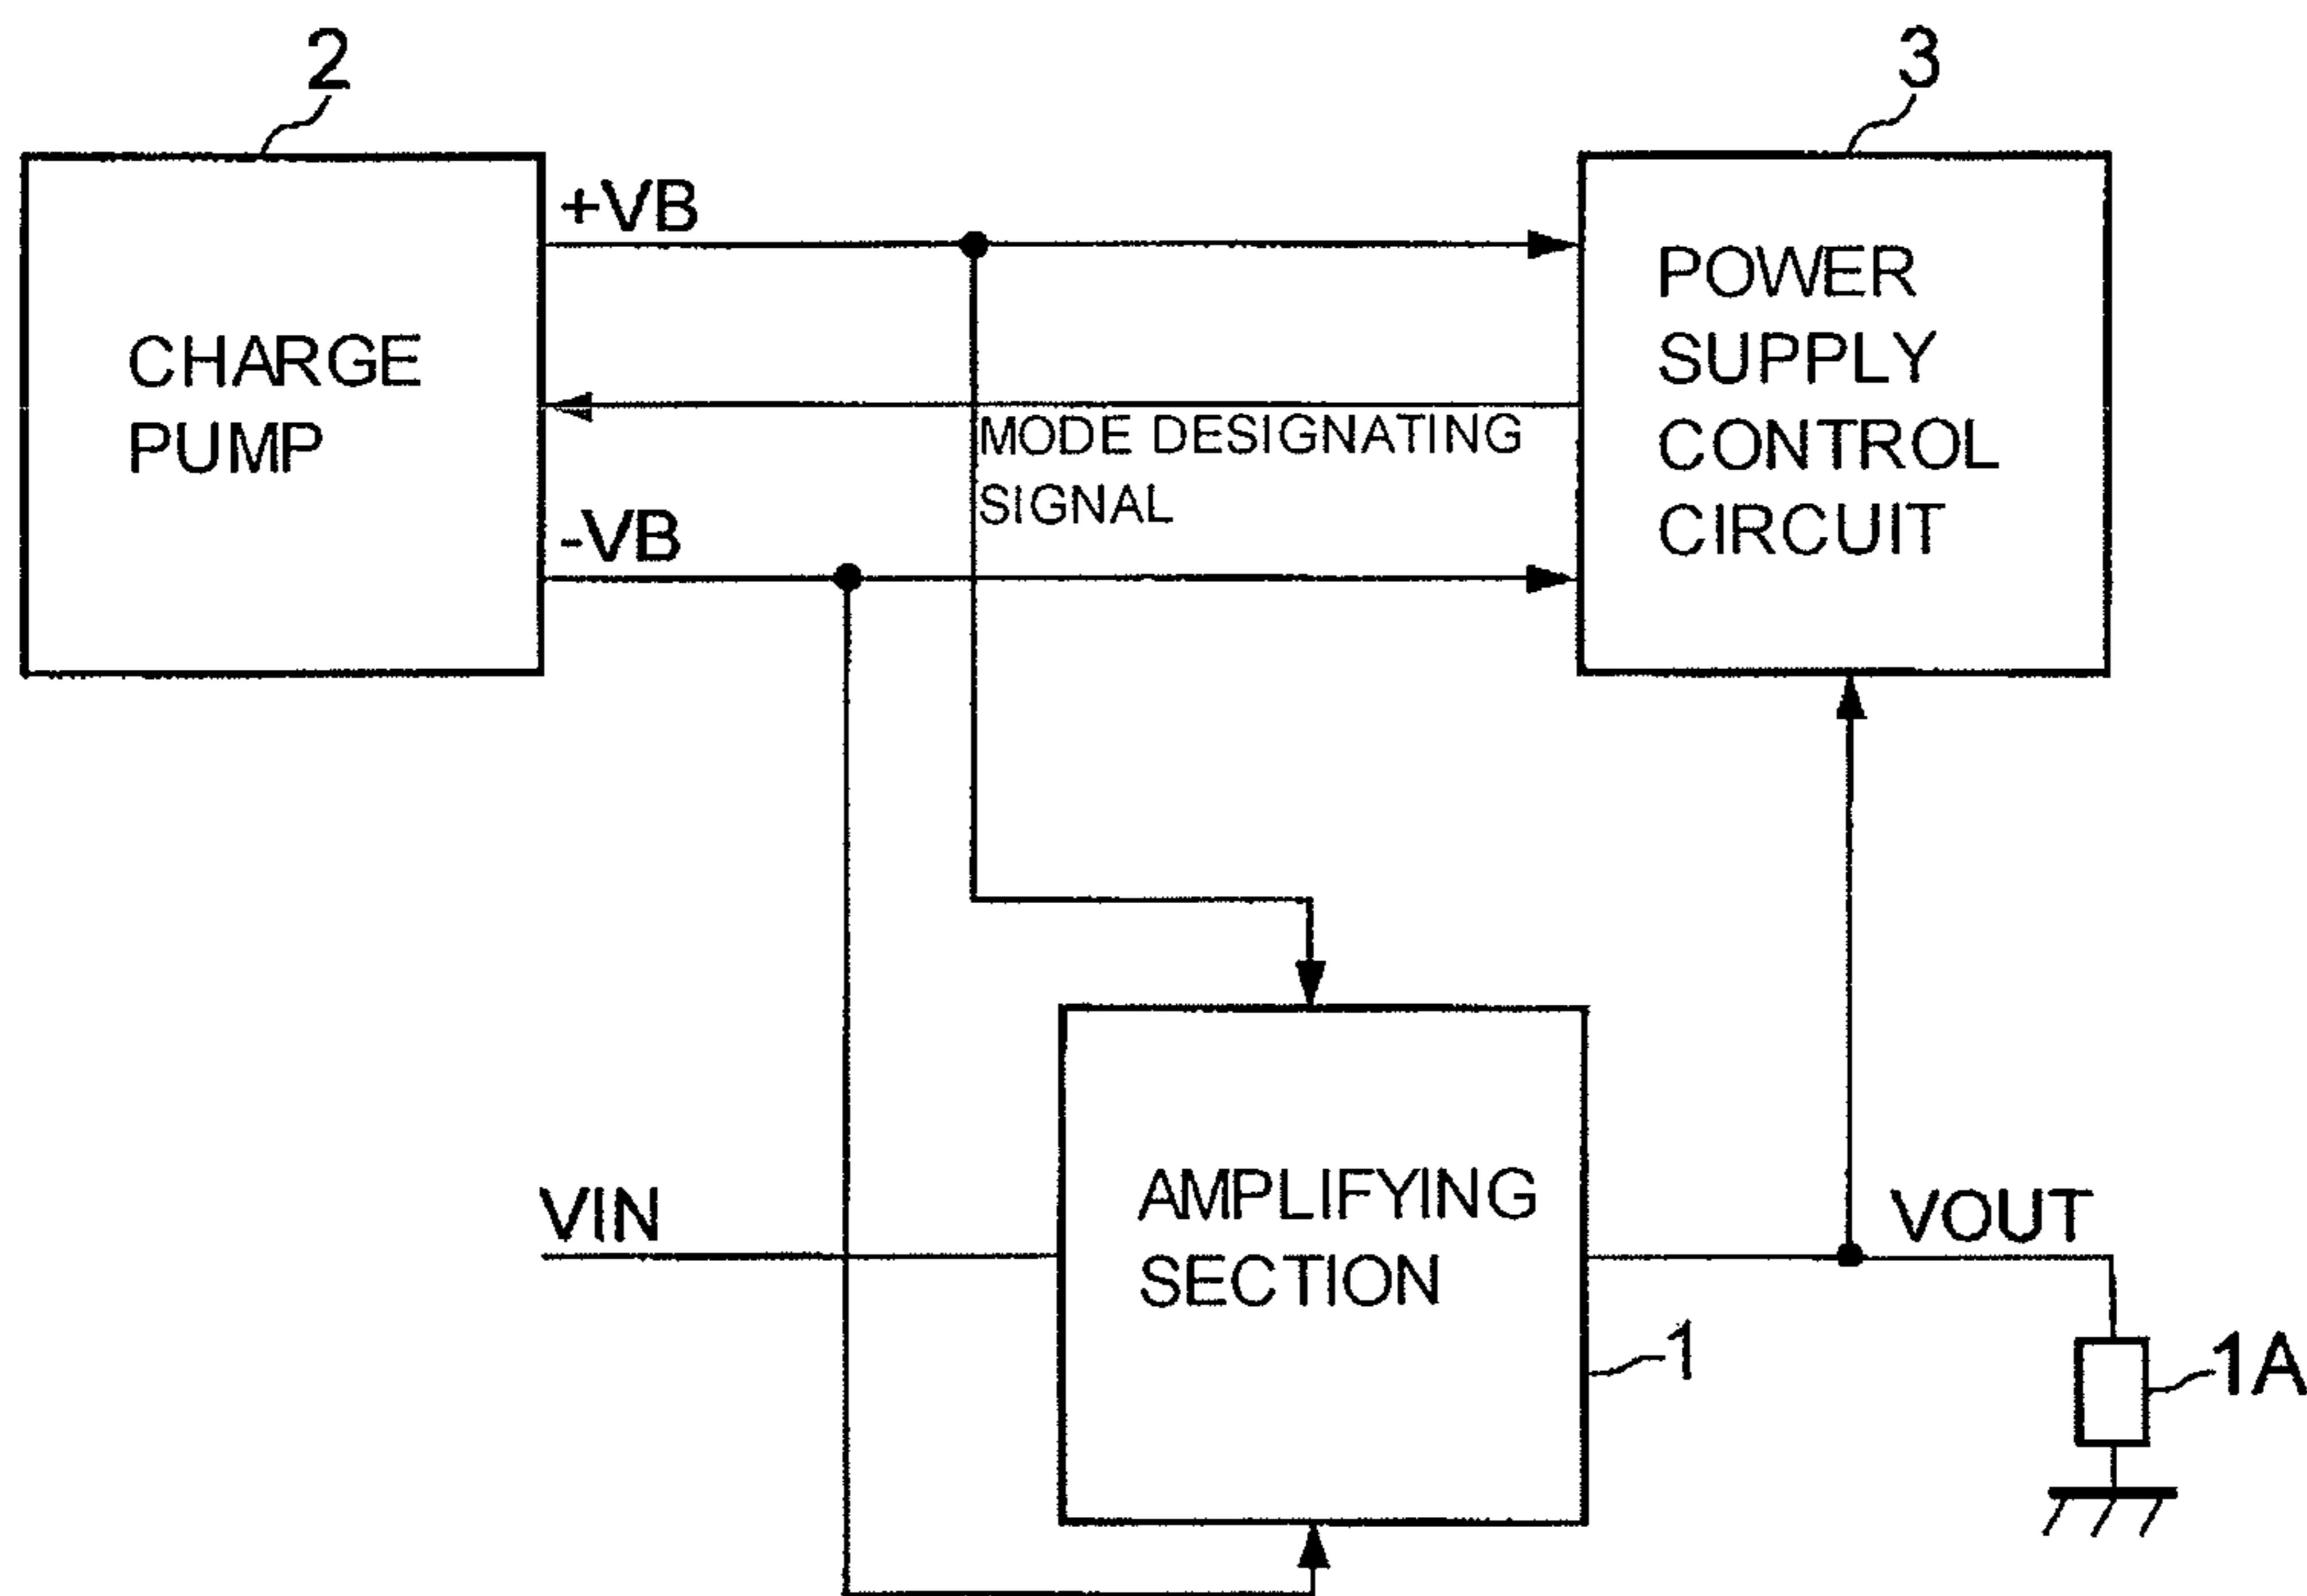 2
3
+VB
CHARGE
PUMP
POWER
SUPPLY
CONTROL
CIRCUIT
MODE DESIGNATING
SIGNAL
-VB
VIN
AMPLIFYING
SECTION
VOUT
1
1A